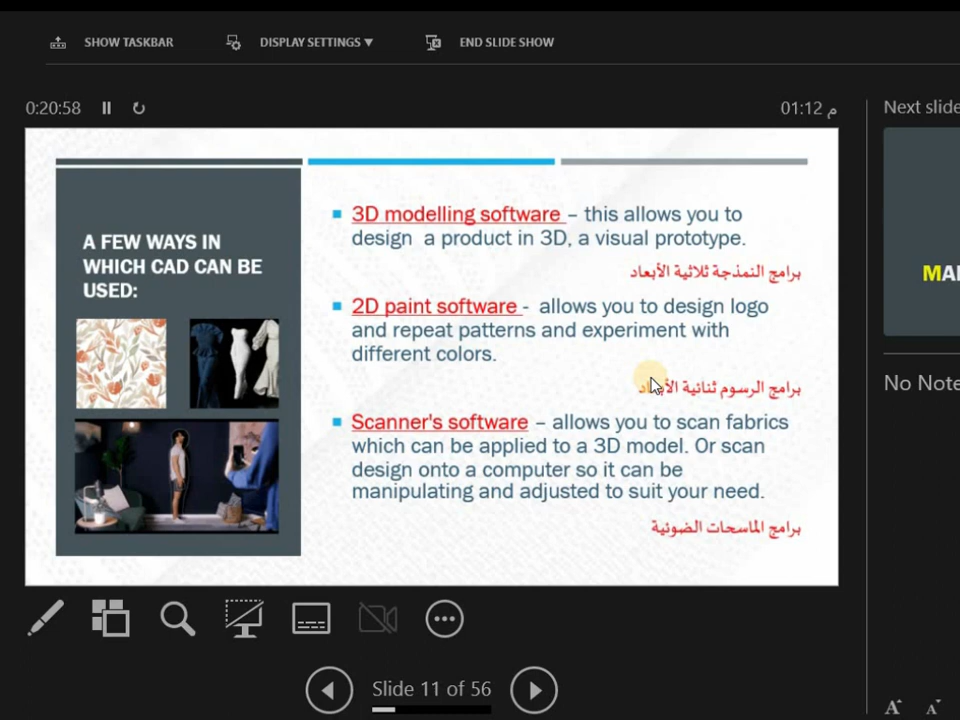 SHOW TASKBAR
DISPLAY SETTINGS ▼
END SLIDE SHOW
0:20:58
01:12 م
Next slide
A FEW WAYS IN
WHICH CAD CAN BE
USED:
3D modelling software – this allows you to
design a product in 3D, a visual prototype.
برامج النمذجة ثلاثية الأبعاد
2D paint software - allows you to design logo
and repeat patterns and experiment with
different colors.
برامج الرسوم ثنائية
Scanner's software – allows you to scan fabrics
which can be applied to a 3D model. Or scan
design onto a computer so it can be
manipulating and adjusted to suit your need.
برامج الماسحات الضوئية
No Note
Slide 11 of 56
A A